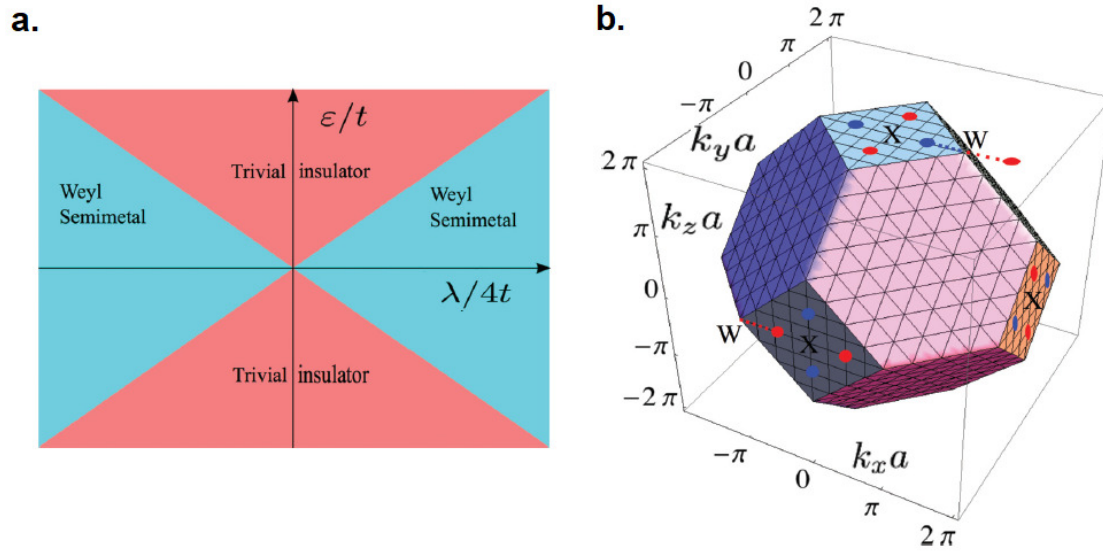 a.
ε/t
Trivial insulator
Weyl
Semimetal
Weyl
Semimetal
λ/4t
Trivial insulator
b.
2π
π
0
−π
k_y a
2π
k_z a
π
0
−π
−2π
X
W
X
W
X
−π
0
k_x a
π
2π